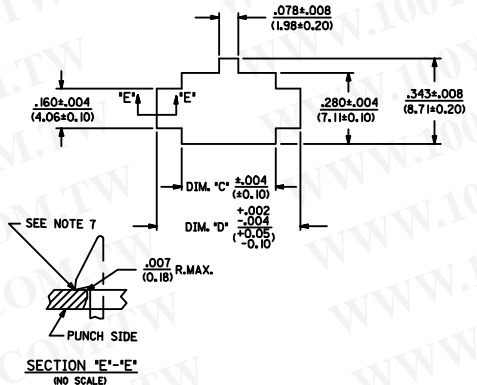 .078±.008
(1.98±0.20)
.160±.004
(4.06±0.10)
"E"
"E"
.280±.004
(7.11±0.10)
.343±.008
(8.71±0.20)
DIM. "C" ±.004
(±0.10)
DIM. "D" +.002
-.004
(+0.05
-0.10
SEE NOTE 7
.007
(0.18) R.MAX.
PUNCH SIDE
SECTION "E"-"E"
(NO SCALE)